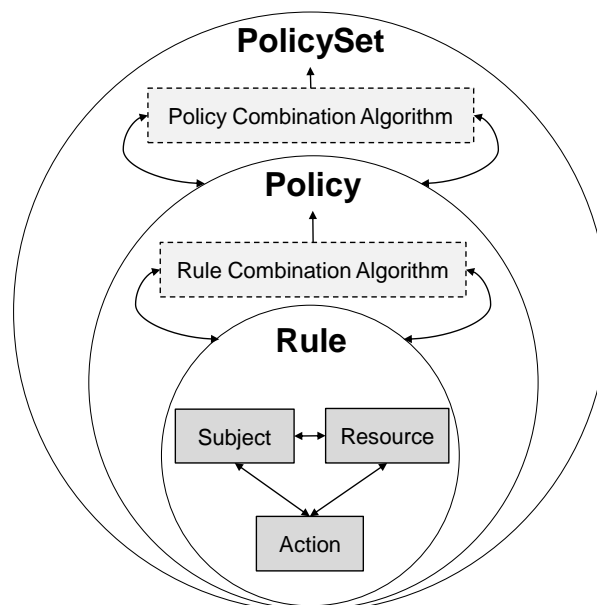 PolicySet
Policy Combination Algorithm
Policy
Rule Combination Algorithm
Rule
Subject
Resource
Action